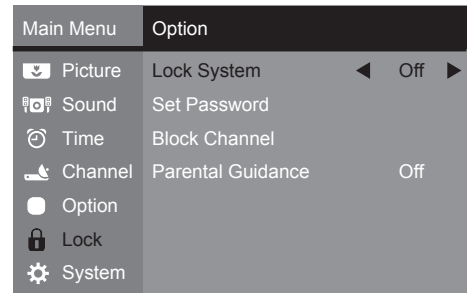 Main Menu Option
Picture Lock System Off
Sound Set Password
Time Block Channel
Channel Parental Guidance Off
Option
Lock
System